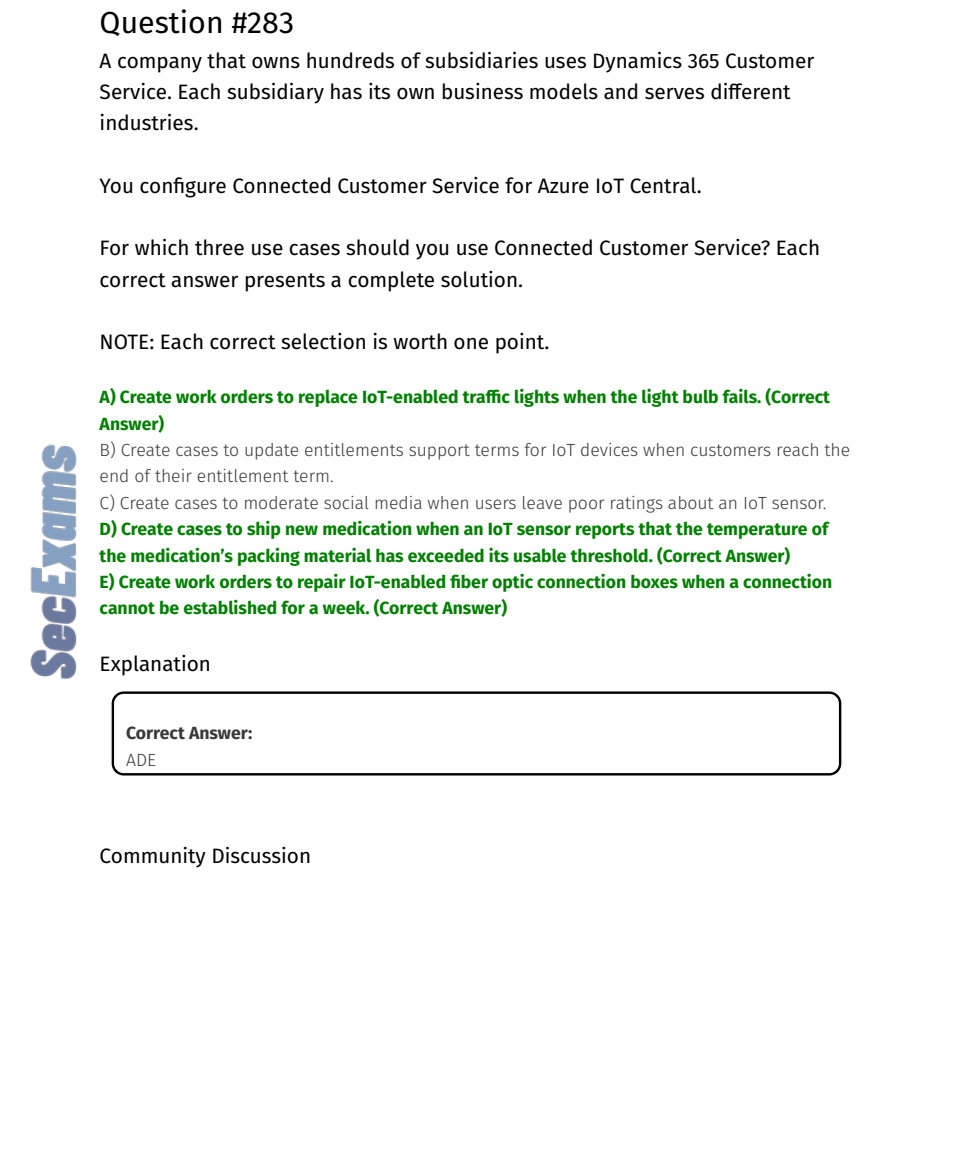 Question #283
A company that owns hundreds of subsidiaries uses Dynamics 365 Customer
Service. Each subsidiary has its own business models and serves different
industries.
You configure Connected Customer Service for Azure IoT Central.
For which three use cases should you use Connected Customer Service? Each
correct answer presents a complete solution.
NOTE: Each correct selection is worth one point.
A) Create work orders to replace IoT-enabled traffic lights when the light bulb fails. (Correct
Answer)
B) Create cases to update entitlements support terms for IoT devices when customers reach the
end of their entitlement term.
C) Create cases to moderate social media when users leave poor ratings about an IoT sensor.
D) Create cases to ship new medication when an IoT sensor reports that the temperature of
the medication’s packing material has exceeded its usable threshold. (Correct Answer)
E) Create work orders to repair IoT-enabled fiber optic connection boxes when a connection
cannot be established for a week. (Correct Answer)
SecExams
Explanation
Correct Answer:
ADE
Community Discussion